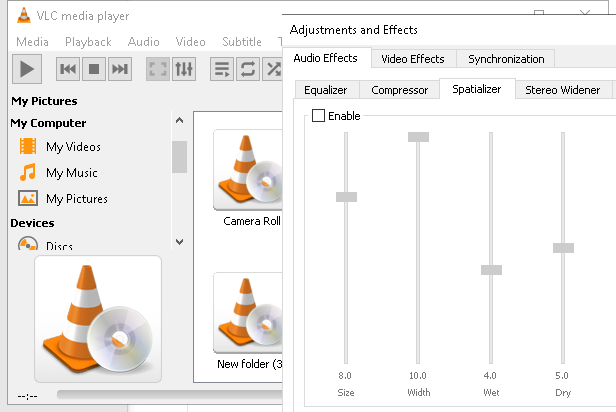 VLC media player
Media Playback Audio Video Subtitle
My Pictures
My Computer
My Videos
My Music
My Pictures
Devices
Discs
--:--
Camera Roll
New folder (3
Adjustments and Effects
Audio Effects Video Effects Synchronization
Equalizer Compressor Spatializer Stereo Widener
Enable
8.0 10.0 4.0 5.0
Size Width Wet Dry